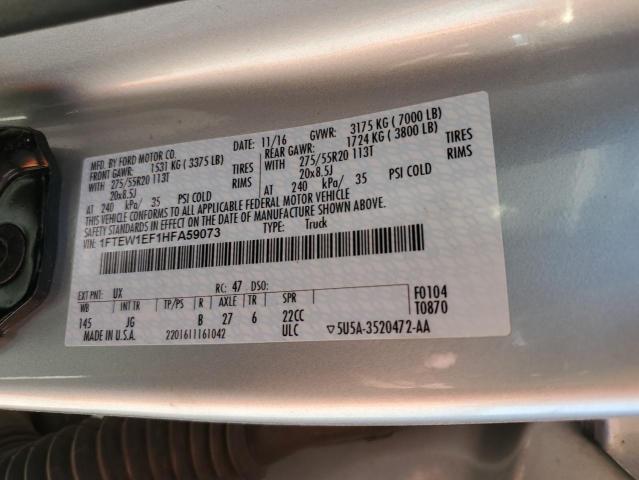 MFD. BY FORD MOTOR CO.
DATE: 11/16 GVWR: 3175 KG ( 7000 LB)
FRONT GAWR: 1531 KG ( 3375 LB) REAR GAWR: 1724 KG ( 3800 LB)
WITH 275/55R20 113T TIRES WITH 275/55R20 113T TIRES
20x8.5J RIMS 20x8.5J RIMS
AT 240 kPa/ 35 PSI COLD AT 240 kPa/ 35 PSI COLD
THIS VEHICLE CONFORMS TO ALL APPLICABLE FEDERAL MOTOR VEHICLE
SAFETY STANDARDS IN EFFECT ON THE DATE OF MANUFACTURE SHOWN ABOVE.
VIN: 1FTEW1EF1HFA59073 TYPE: Truck
EXT PNT: UX RC: 47 DSO:
WB INT TR TP/PS R AXLE TR SPR F0104
145 JG B 27 6 22CC T0870
MADE IN U.S.A. 2201611161042 ULC ▽5U5A-3520472-AA